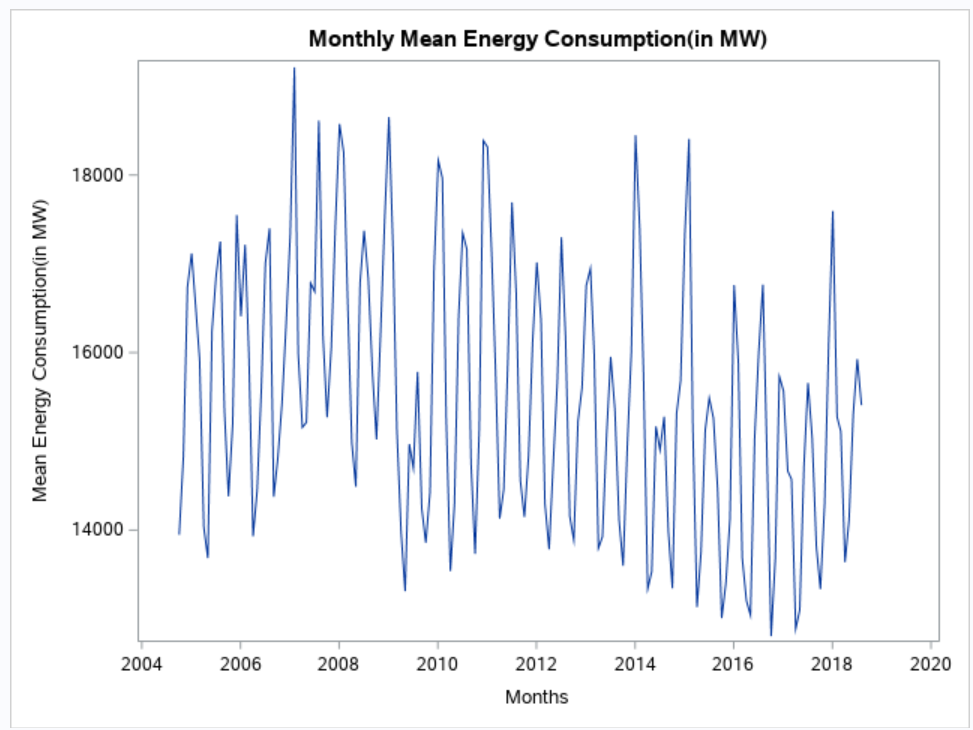 Monthly Mean Energy Consumption(in MW)
Mean Energy Consumption(in MW)
18000
16000
14000
2004 2006 2008 2010 2012 2014 2016 2018 2020
Months